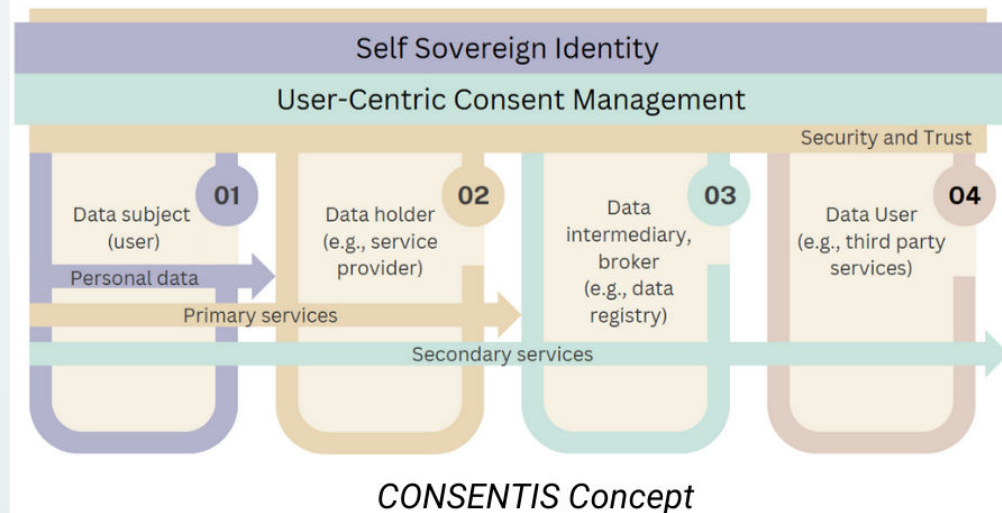 Self Sovereign Identity
User-Centric Consent Management
Security and Trust
01
Data subject
(user)
02
Data holder
(e.g., service
provider)
03
Data
intermediary,
broker
(e.g., data
registry)
04
Data User
(e.g., third party
services)
Personal data
Primary services
Secondary services
CONSENTIS Concept